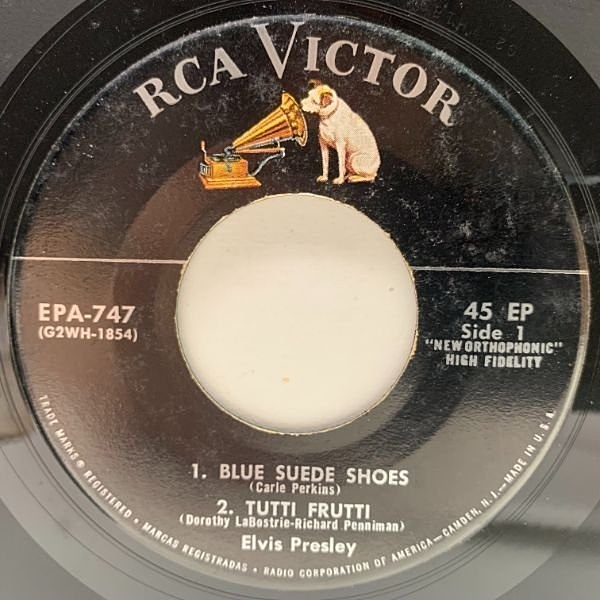 RCA VICTOR
EPA-747
(G2WH-1854)
45 EP
Side 1
"NEW ORTHOPHONIC"
HIGH FIDELITY
1. BLUE SUEDE SHOES
(Carle Perkins)
2. TUTTI FRUTTI
(Dorothy LaBostrie-Richard Penniman)
Elvis Presley
TRADE MARKS ® REGISTERED • MARCAS REGISTRADAS • RADIO CORPORATION OF AMERICA—CAMDEN, N.J.—MADE IN U.S.A.